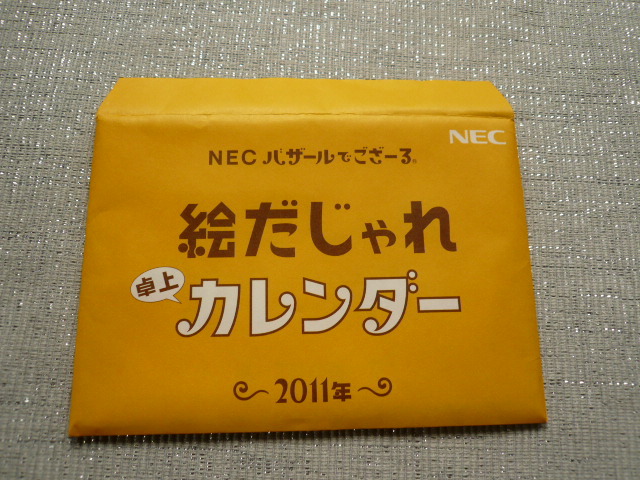 NEC
NEC バザールでござーる®
絵だじゃれ
卓上
カレンダー
〜2011年〜